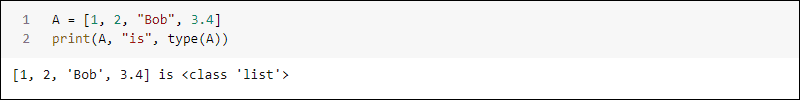 1 A = [1, 2, "Bob", 3.4]
2 print(A, "is", type(A))
[1, 2, 'Bob', 3.4] is <class 'list'>